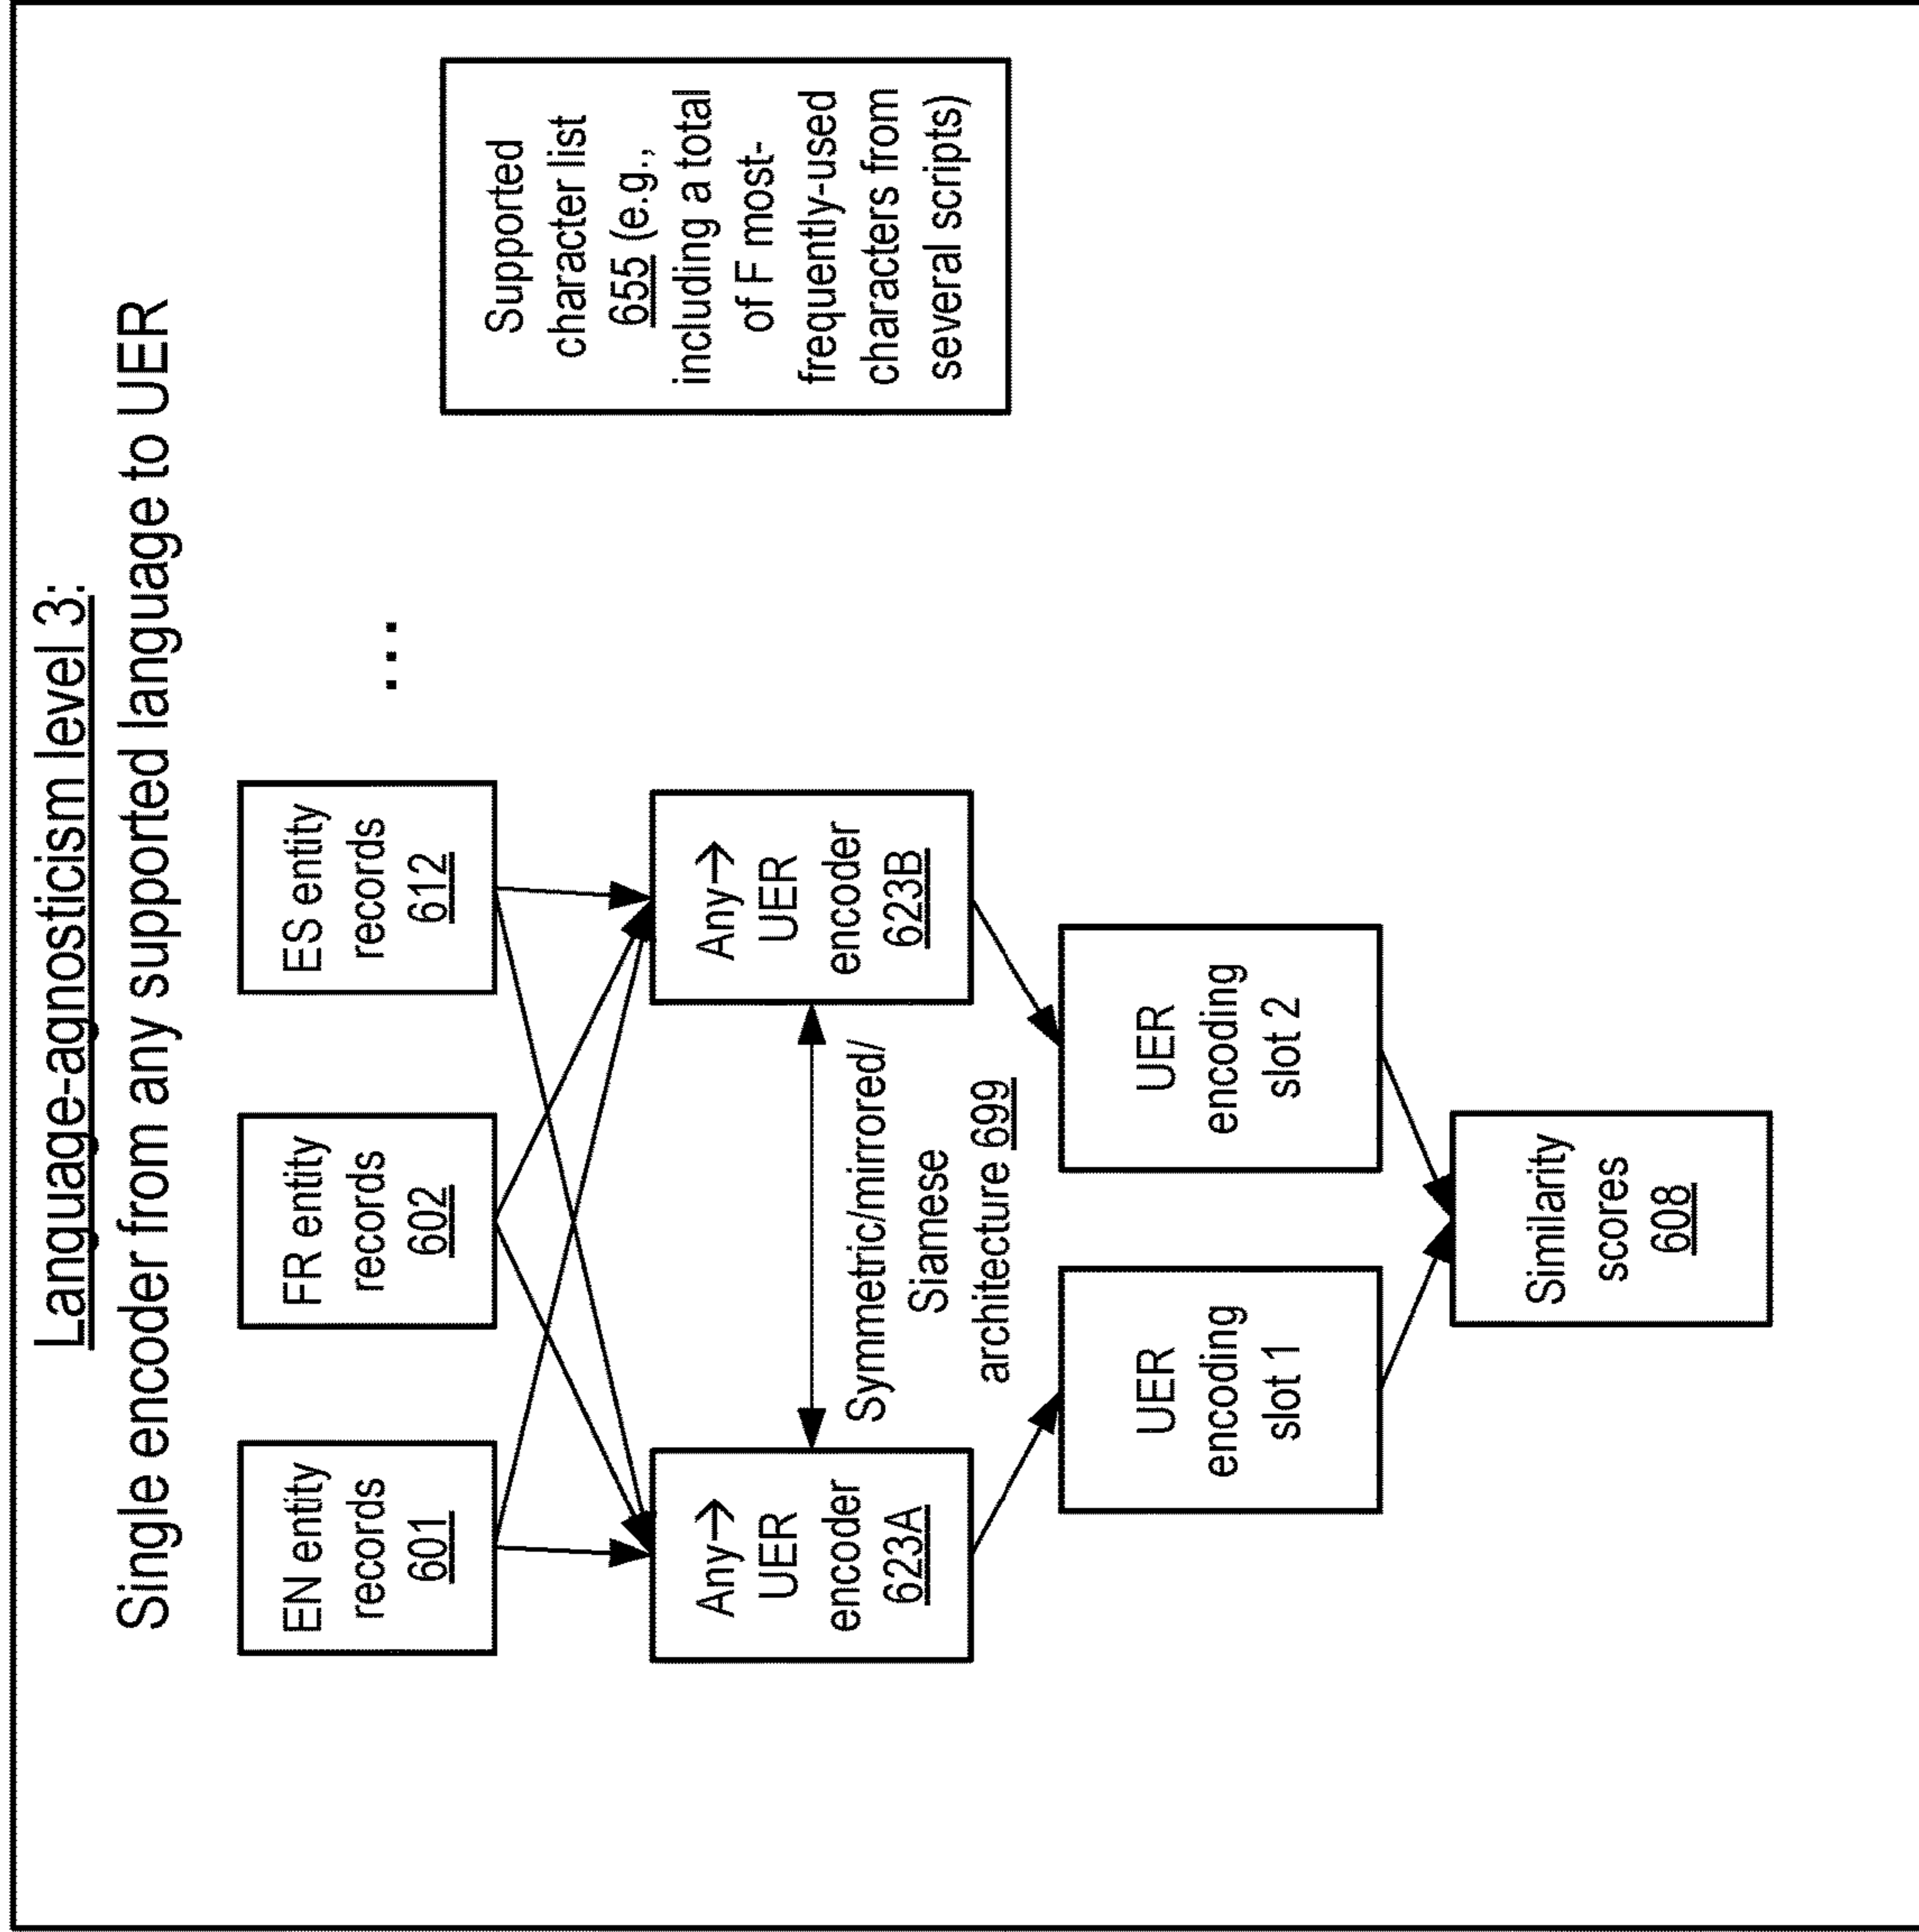 Language-agnosticism level 3:
Single encoder from any supported language to UER
EN entity
records
601
FR entity
records
602
ES entity
records
612
...
Supported
character list
655 (e.g.,
including a total
of F most-
frequently-used
characters from
several scripts)
Any→
UER
encoder
623A
Any→
UER
encoder
623B
Symmetric/mirrored/
Siamese
architecture 699
UER
encoding
slot 1
UER
encoding
slot 2
Similarity
scores
608